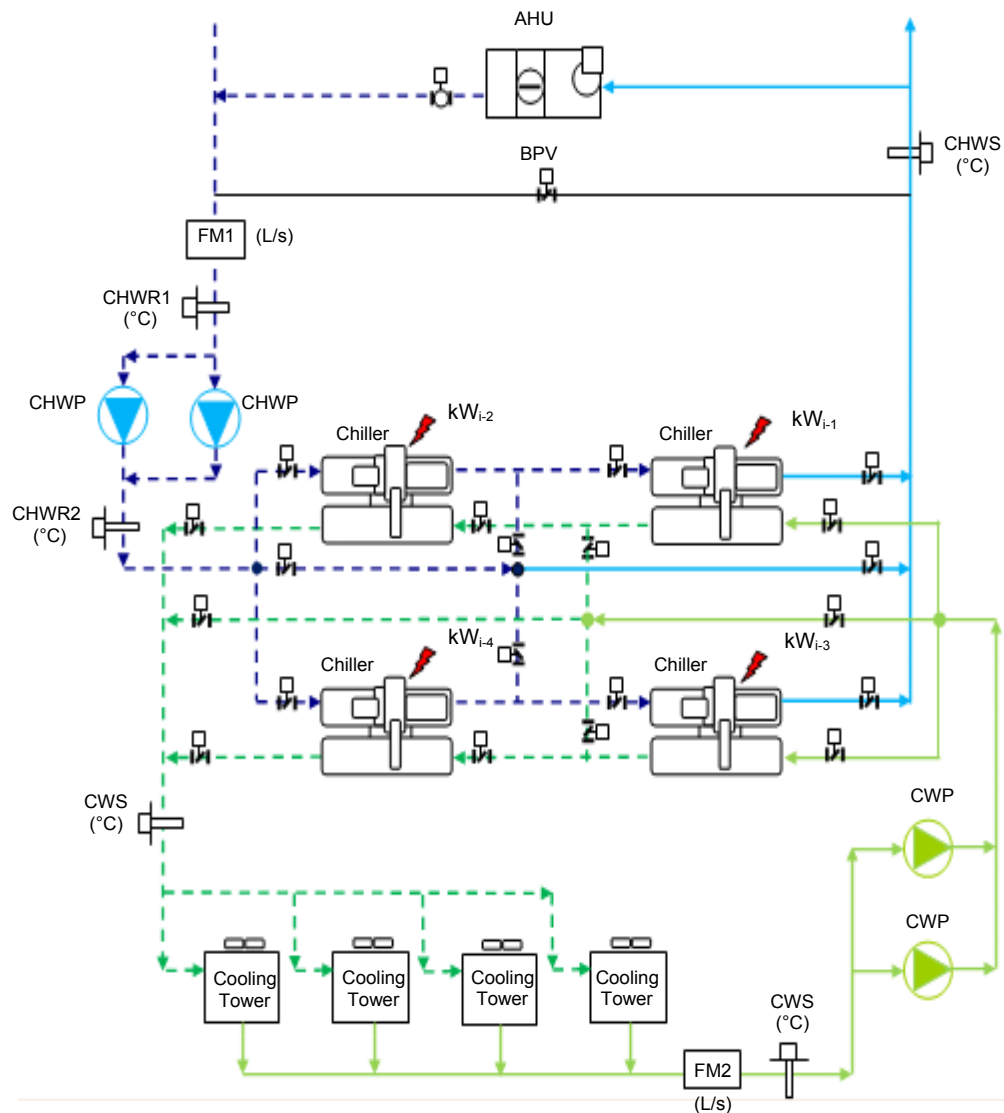 AHU
BPV
CHWS
(°C)
FM1 (L/s)
CHWR1
(°C)
CHWP
CHWP
kWi-2
kWi-1
Chiller
Chiller
CHWR2
(°C)
kWi-4
kWi-3
Chiller
Chiller
CWS
(°C)
CWP
CWP
Cooling
Tower
Cooling
Tower
Cooling
Tower
Cooling
Tower
CWS
(°C)
FM2
(L/s)